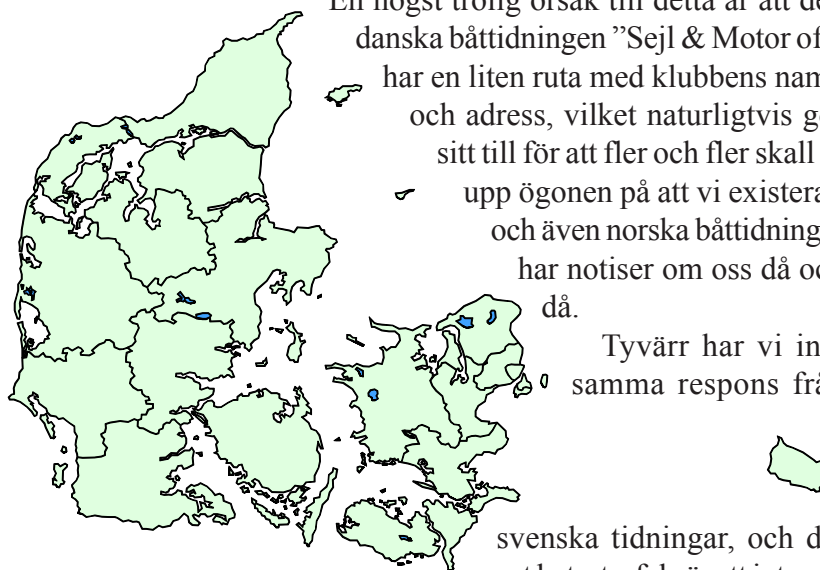 En högst trolig orsak till detta är att de
danska båttidningen ”Sejl & Motor of
har en liten ruta med klubbens nam
och adress, vilket naturligtvis ge
sitt till för att fler och fler skall
upp ögonen på att vi existera
och även norska båttidning
har notiser om oss då oc
då.
Tyvärr har vi in
samma respons frå
svenska tidningar, och d